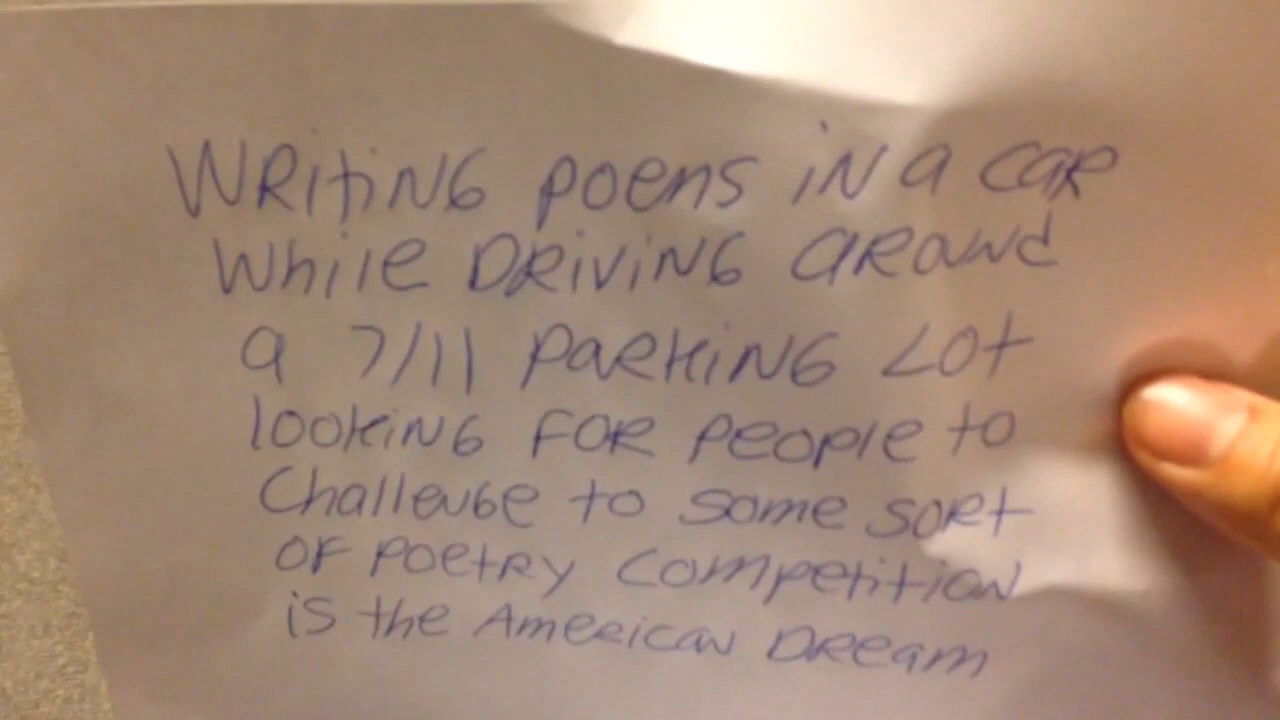 WRitiNG poems iN a caR
While DRiViNG aRound
a 7/11 paRkiNG Lot
lookiNG FOR people to
Challenge to some soRt
OF poetRy competition
is the AmeRican DReam